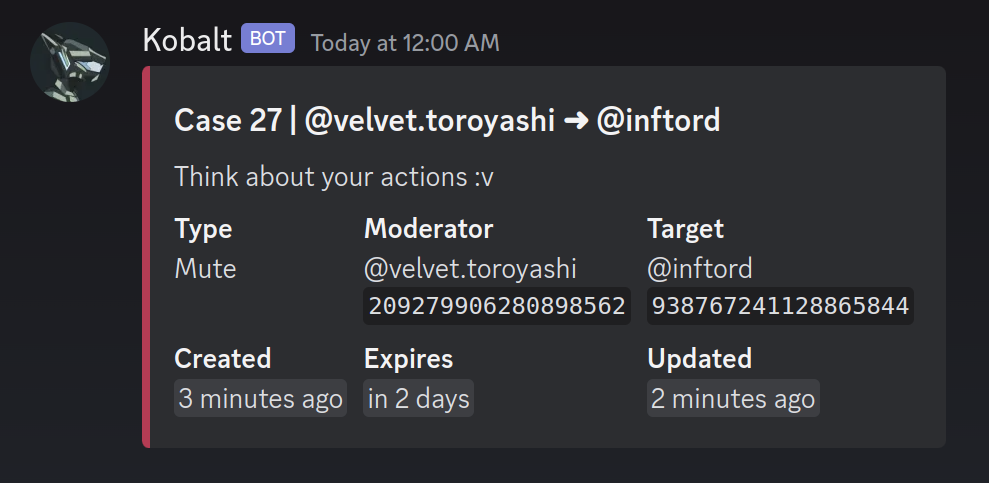 Kobalt BOT Today at 12:00 AM
Case 27 | @velvet.toroyashi ➜ @inftord
Think about your actions :v
Type Moderator Target
Mute @velvet.toroyashi @inftord
209279906280898562 938767241128865844
Created Expires Updated
3 minutes ago in 2 days 2 minutes ago